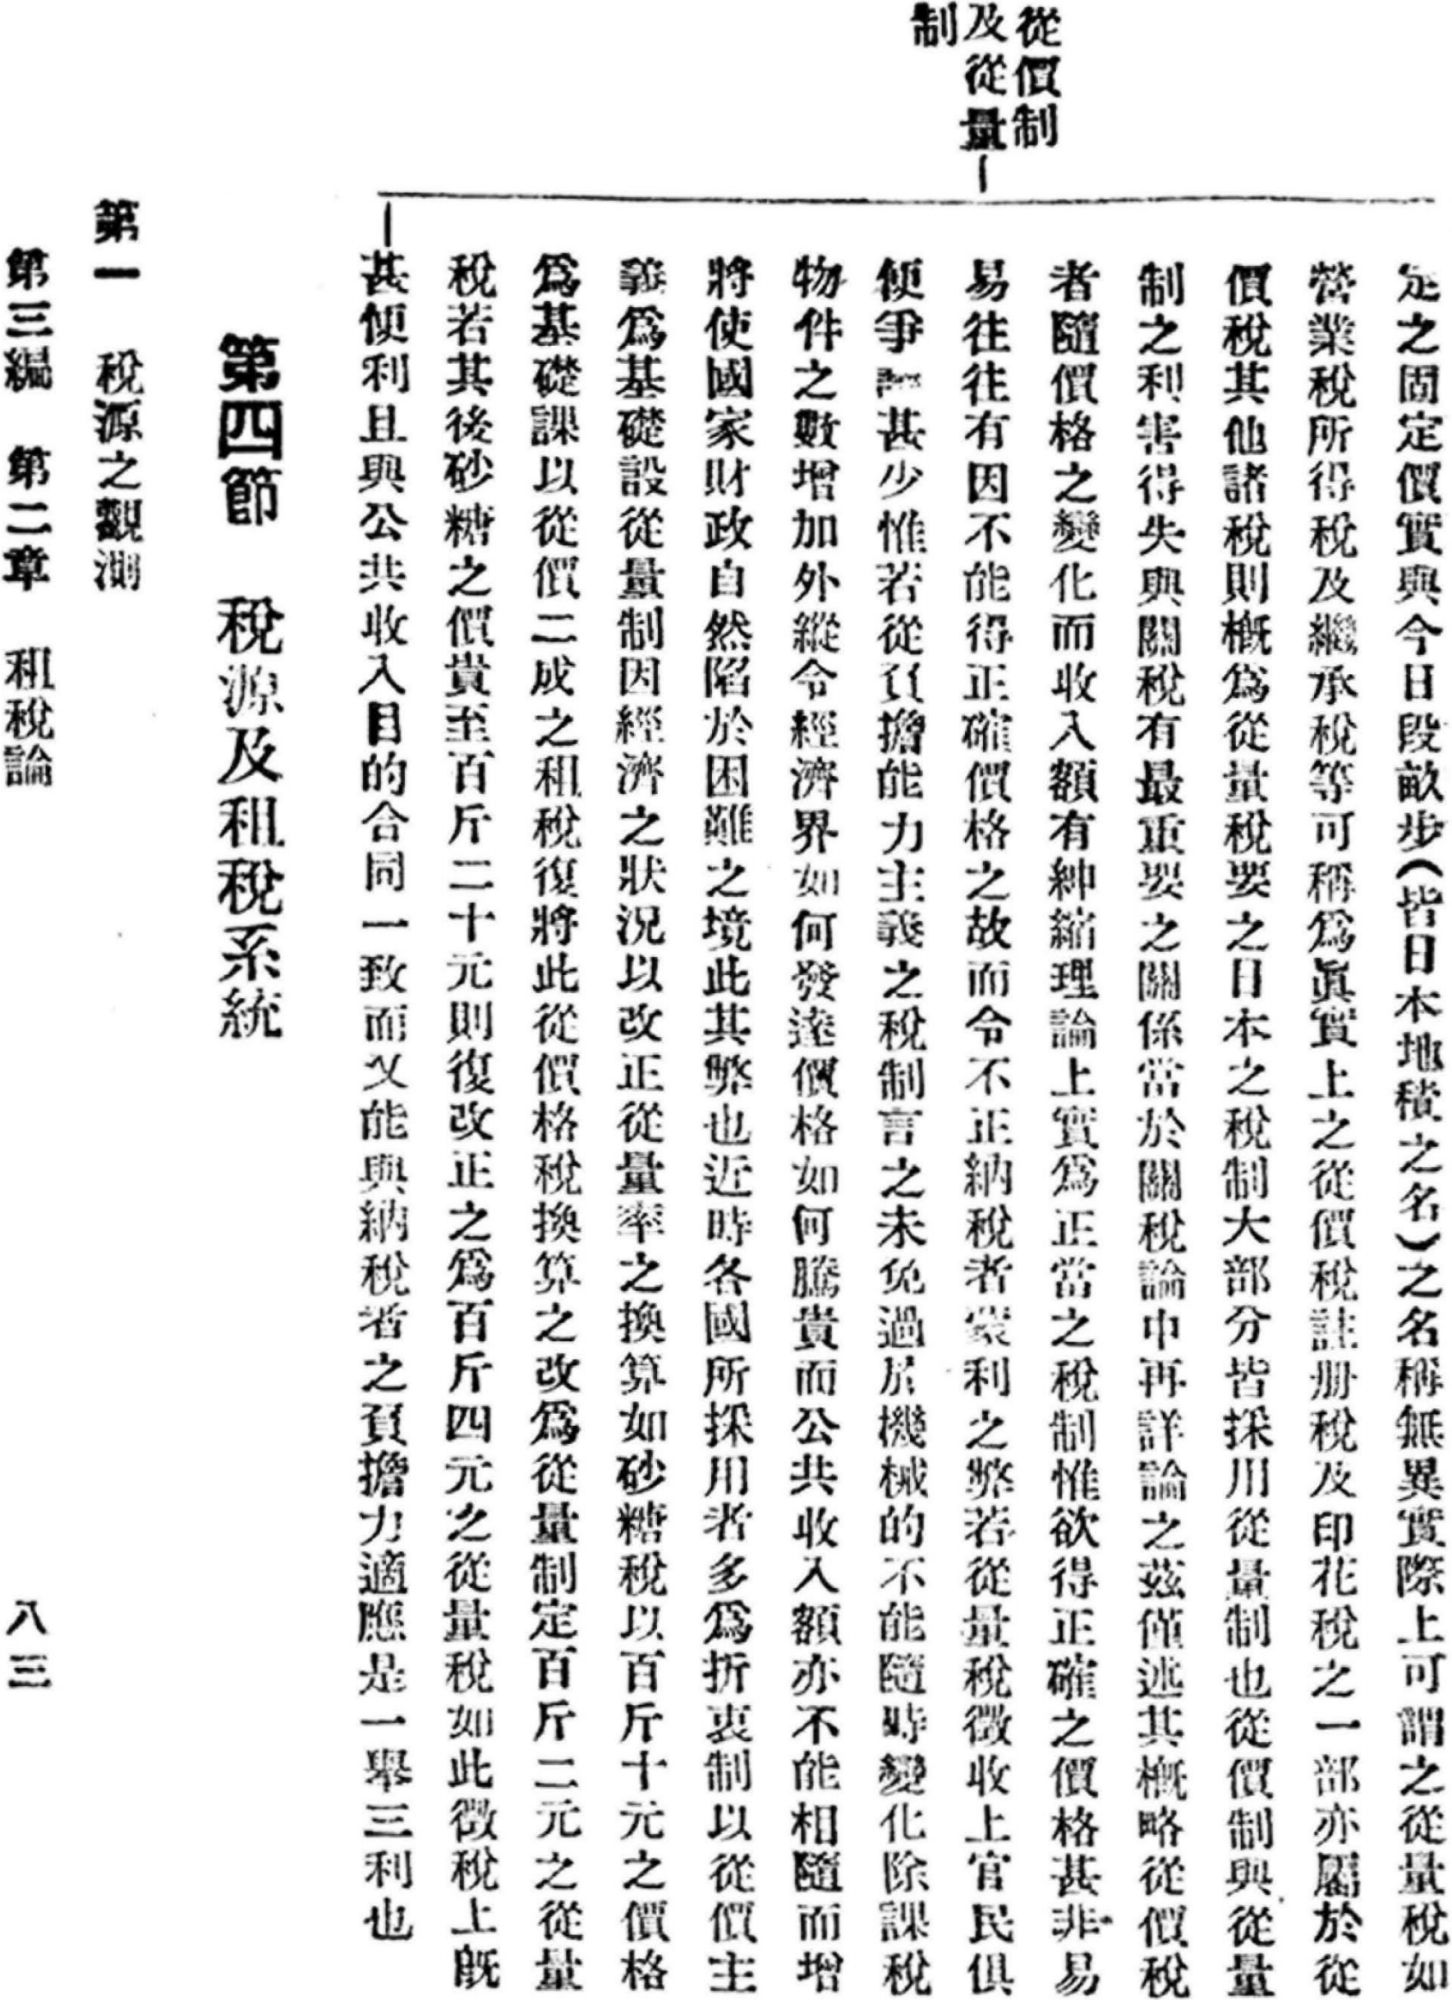 從價制
及從量
制
定之固定價實與今日段畝步(皆日本地積之名)之名稱無異實際上可謂之從量稅如
營業稅所得稅及繼承稅等可稱爲眞實上之從價稅註册稅及印花稅之一部亦屬於從
價稅其他諸稅則槪爲從量稅要之日本之稅制大部分皆採用從量制也從價制與從量
制之利害得失與關稅有最重要之關係當於關稅論中再詳論之茲僅述其槪略從價稅
者隨價格之變化而收入額有紳縮理論上實爲正當之稅制惟欲得正確之價格甚非易
易往往有因不能得正確價格之故而令不正納稅者蒙利之弊若從量稅徵收上官民俱
便爭甚少惟若從負擔能力主義之稅制言之未免過於機械的不能隨時變化除課稅
物件之數增加外縱令經濟界如何發達價格如何騰貴而公共收入額亦不能相隨而增
將使國家財政自然陷於困難之境此其弊也近時各國所採用者多爲折衷制以從價主
義爲基礎設從量制因經濟之狀況以改正從量率之換算如砂糖稅以百斤十元之價格
爲基礎課以從價二成之租稅復將此從價格稅換算之改爲從量制定百斤二元之從量
稅若其後砂糖之價貴至百斤二十元則復改正之爲百斤四元之從量稅如此徵稅上旣
甚便利且與公共收入目的合同一致而又能與納稅者之負擔力適應是一舉三利也
第四節 稅源及租稅系統
第一 稅源之觀測
第三編 第二章 租稅論 八三